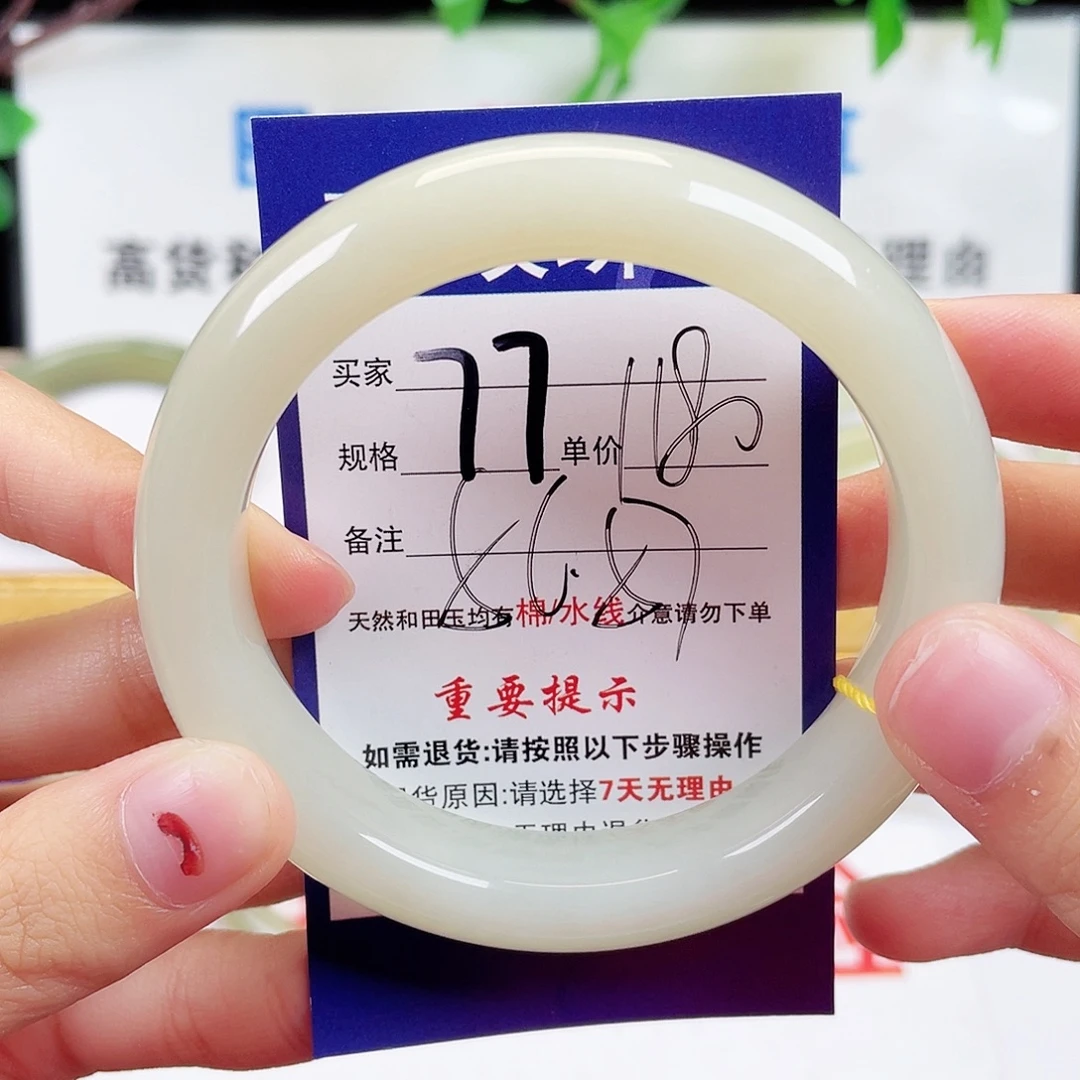 高货
理由
买家 77 118
规格 单价
备注
天然和田玉均有棉/水线介意请勿下单
重要提示
如需退货:请按照以下步骤操作
货原因:请选择7天无理由